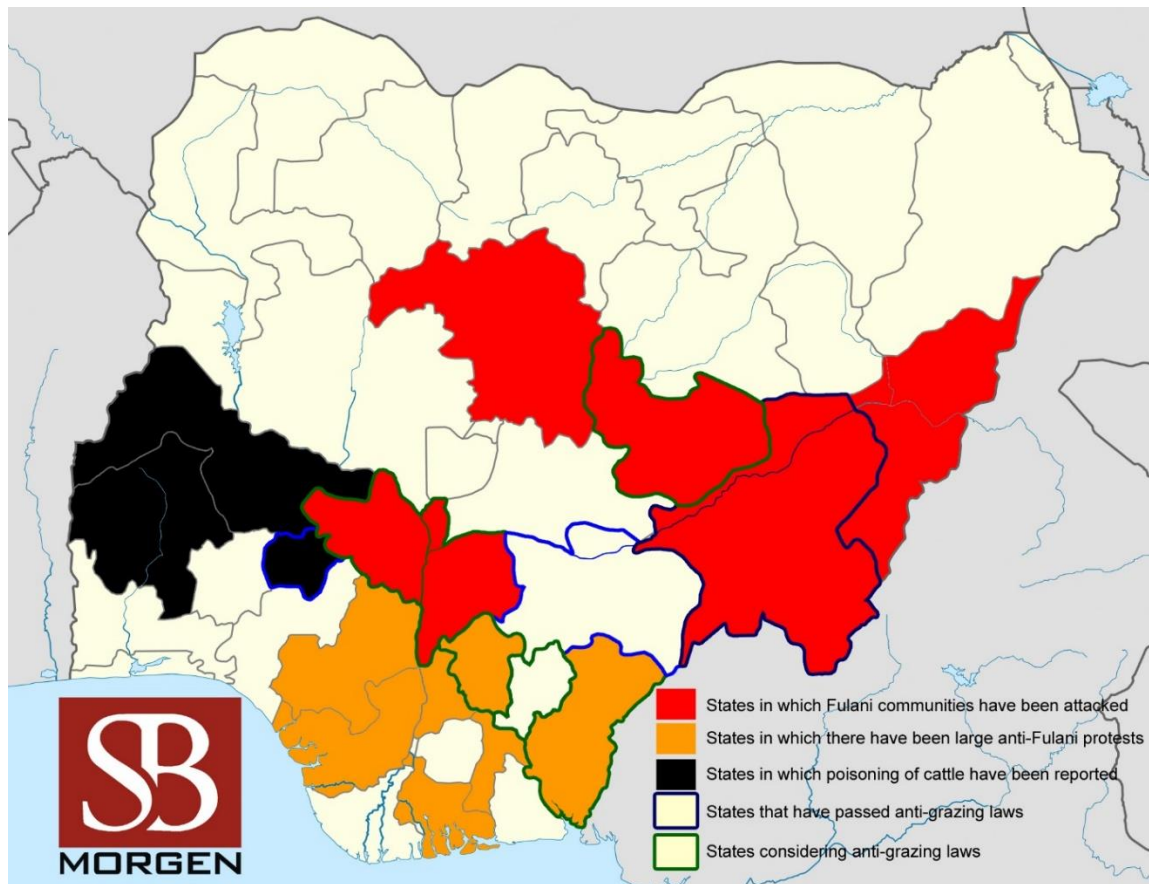 States in which Fulani communities have been attacked
States in which there have been large anti-Fulani protests
States in which poisoning of cattle have been reported
States that have passed anti-grazing laws
States considering anti-grazing laws
SB
MORGEN